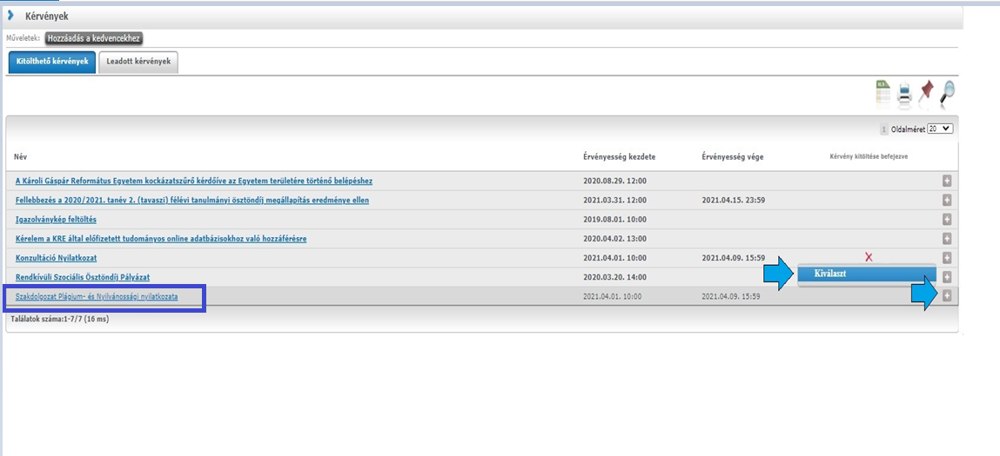 Kérvények
Műveletek: Hozzáadás a kedvencekhez
Kitölthető kérvények Leadott kérvények
XLS
1 Oldalméret 20
Név Érvényesség kezdete Érvényesség vége Kérvény kitöltése befejezve
A Károli Gáspár Református Egyetem kockázatszűrő kérdőíve az Egyetem területére történő belépéshez 2020.08.29. 12:00
Fellebbezés a 2020/2021. tanév 2. (tavaszi) félévi tanulmányi ösztöndíj megállapítás eredménye ellen 2021.03.31. 12:00 2021.04.15. 23:59
Igazolványkép feltöltés 2019.08.01. 10:00
Kérelem a KRE által előfizetett tudományos online adatbázisokhoz való hozzáférésre 2020.04.02. 13:00
Konzultáció Nyilatkozat 2021.04.01. 10:00 2021.04.09. 15:59
Rendkívüli Szociális Ösztöndíj Pályázat 2020.03.20. 14:00 Kiválaszt
Szakdolgozat Plágium- és Nyilvánossági nyilatkozata 2021.04.01. 10:00 2021.04.09. 15:59
Találatok száma:1-7/7 (16 ms)